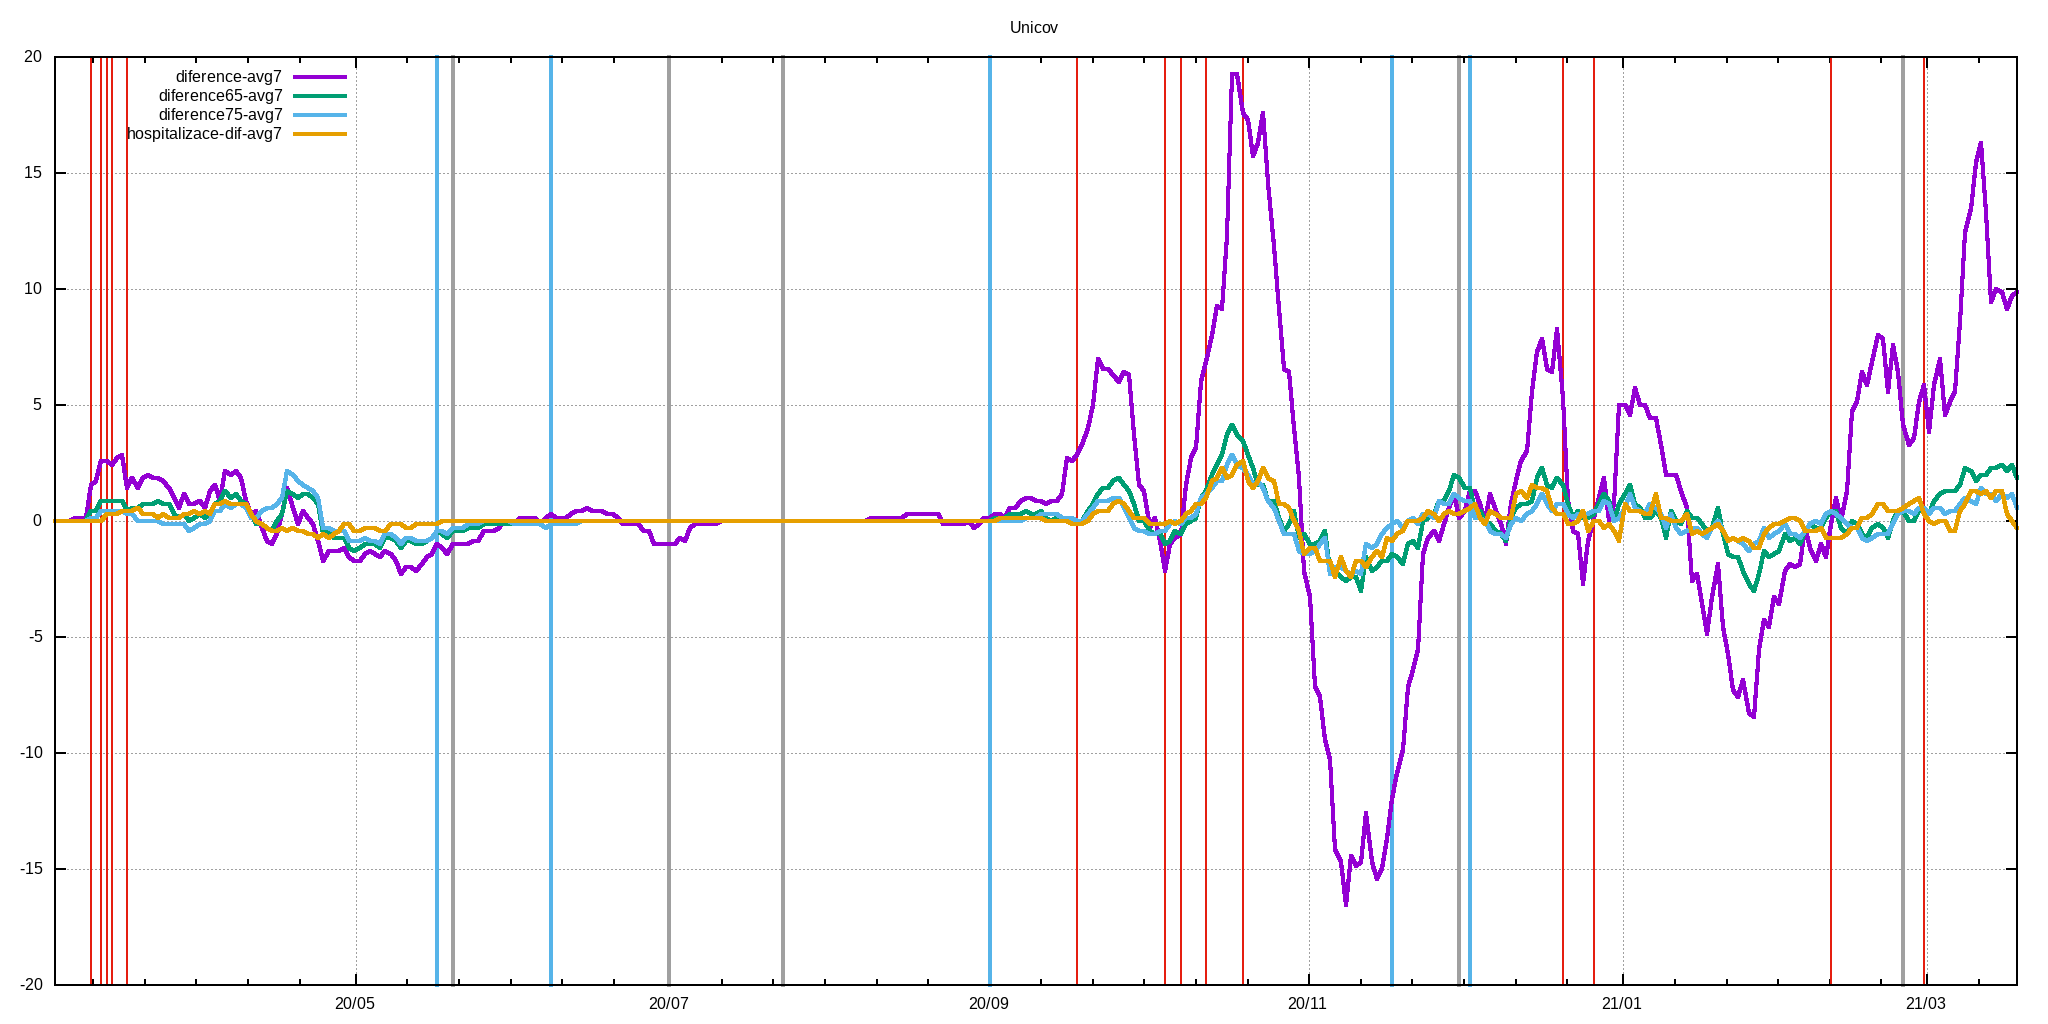 Unicov
20
diference-avg7
diference65-avg7
diference75-avg7
hospitalizace-dif-avg7
15
10
5
0
-5
-10
-15
-20
20/05 20/07 20/09 20/11 21/01 21/03